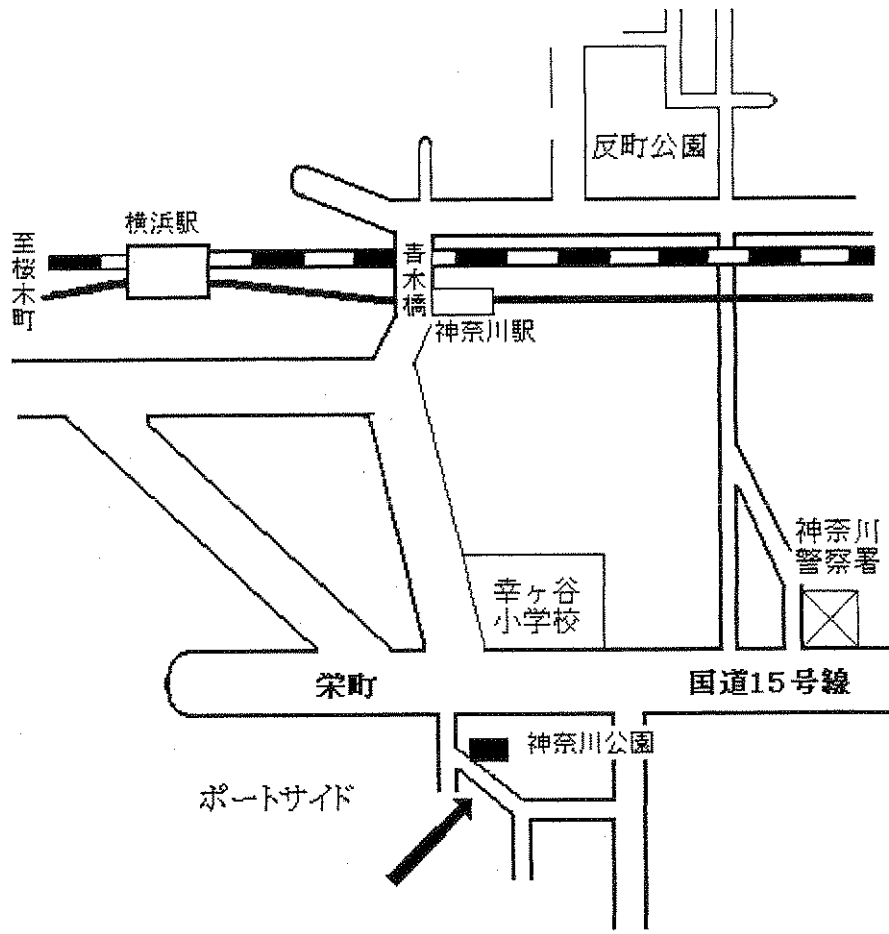 反町公園
横浜駅
至桜木町
青木橋
神奈川駅
神奈川
警察署
幸ヶ谷
小学校
栄町
国道15号線
神奈川公園
ポートサイド